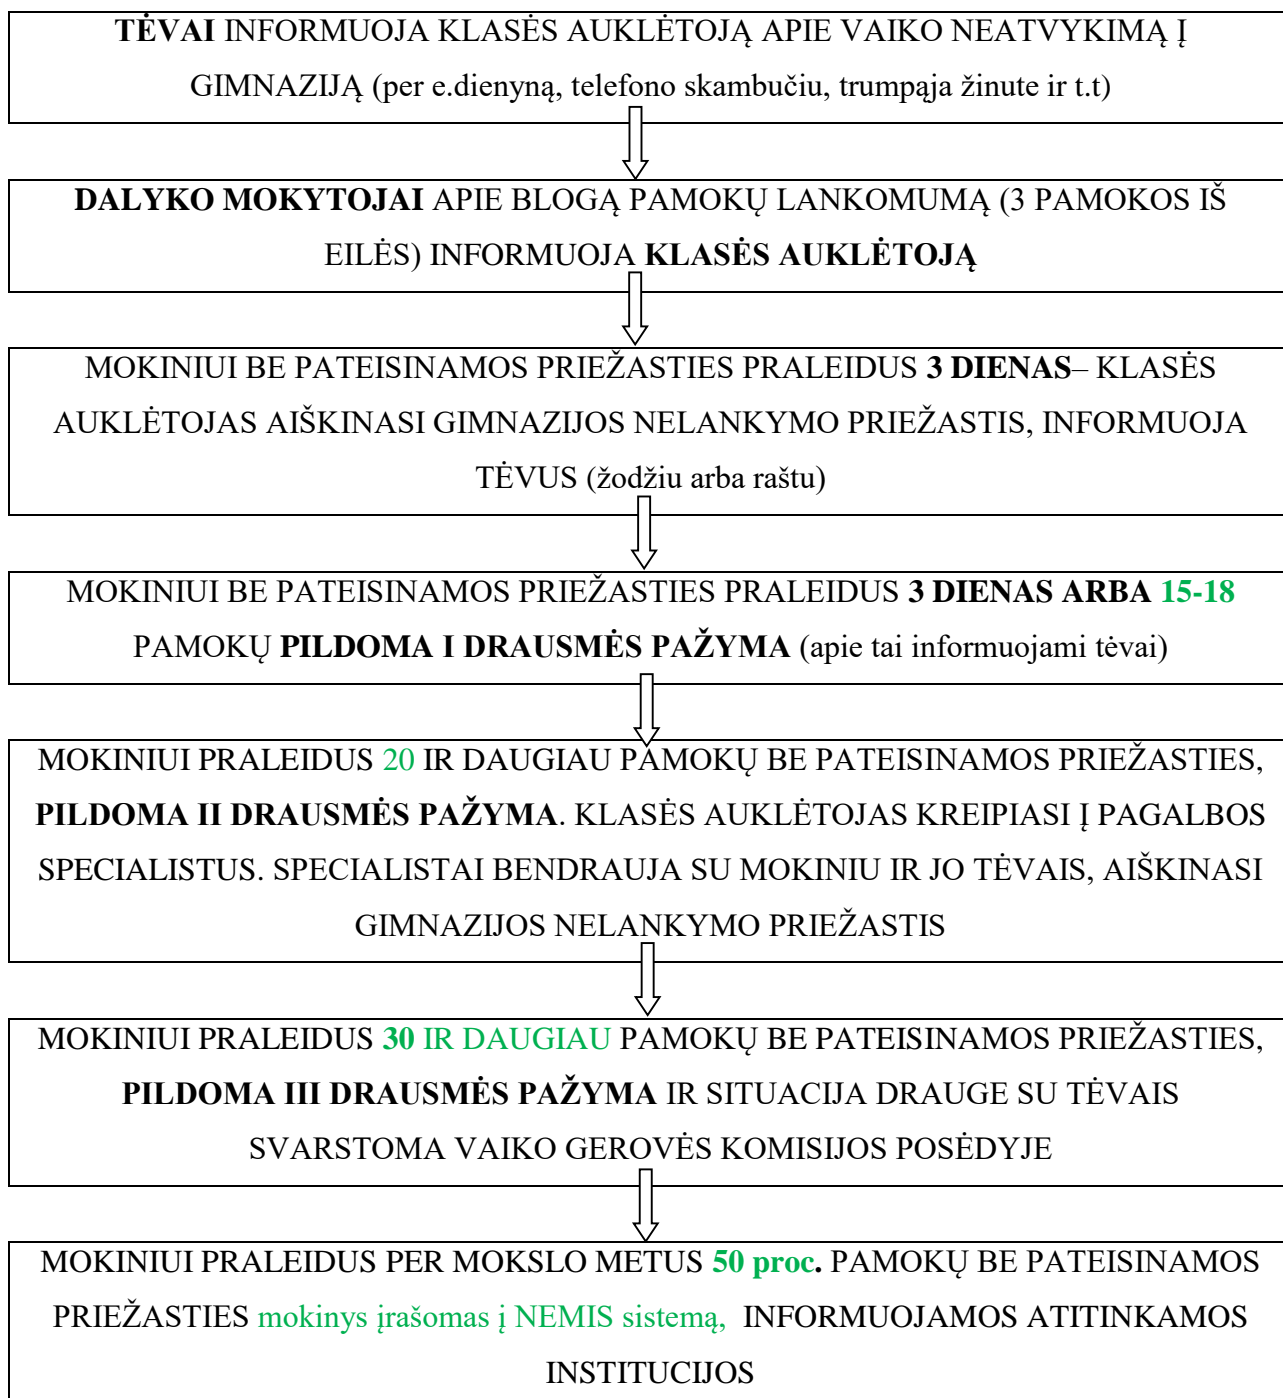 TĖVAI INFORMUOJA KLASĖS AUKLĖTOJĄ APIE VAIKO NEATVYKIMĄ Į
GIMNAZIJĄ (per e.dienyną, telefono skambučiu, trumpąja žinute ir t.t)
DALYKO MOKYTOJAI APIE BLOGĄ PAMOKŲ LANKOMUMĄ (3 PAMOKOS IŠ
EILĖS) INFORMUOJA KLASĖS AUKLĖTOJĄ
MOKINIUI BE PATEISINAMOS PRIEŽASTIES PRALEIDUS 3 DIENAS– KLASĖS
AUKLĖTOJAS AIŠKINASI GIMNAZIJOS NELANKYMO PRIEŽASTIS, INFORMUOJA
TĖVUS (žodžiu arba raštu)
MOKINIUI BE PATEISINAMOS PRIEŽASTIES PRALEIDUS 3 DIENAS ARBA 15-18
PAMOKŲ PILDOMA I DRAUSMĖS PAŽYMA (apie tai informuojami tėvai)
MOKINIUI PRALEIDUS 20 IR DAUGIAU PAMOKŲ BE PATEISINAMOS PRIEŽASTIES,
PILDOMA II DRAUSMĖS PAŽYMA. KLASĖS AUKLĖTOJAS KREIPIASI Į PAGALBOS
SPECIALISTUS. SPECIALISTAI BENDRAUJA SU MOKINIU IR JO TĖVAIS, AIŠKINASI
GIMNAZIJOS NELANKYMO PRIEŽASTIS
MOKINIUI PRALEIDUS 30 IR DAUGIAU PAMOKŲ BE PATEISINAMOS PRIEŽASTIES,
PILDOMA III DRAUSMĖS PAŽYMA IR SITUACIJA DRAUGE SU TĖVAIS
SVARSTOMA VAIKO GEROVĖS KOMISIJOS POSĖDYJE
MOKINIUI PRALEIDUS PER MOKSLO METUS 50 proc. PAMOKŲ BE PATEISINAMOS
PRIEŽASTIES mokinys įrašomas į NEMIS sistemą, INFORMUOJAMOS ATITINKAMOS
INSTITUCIJOS